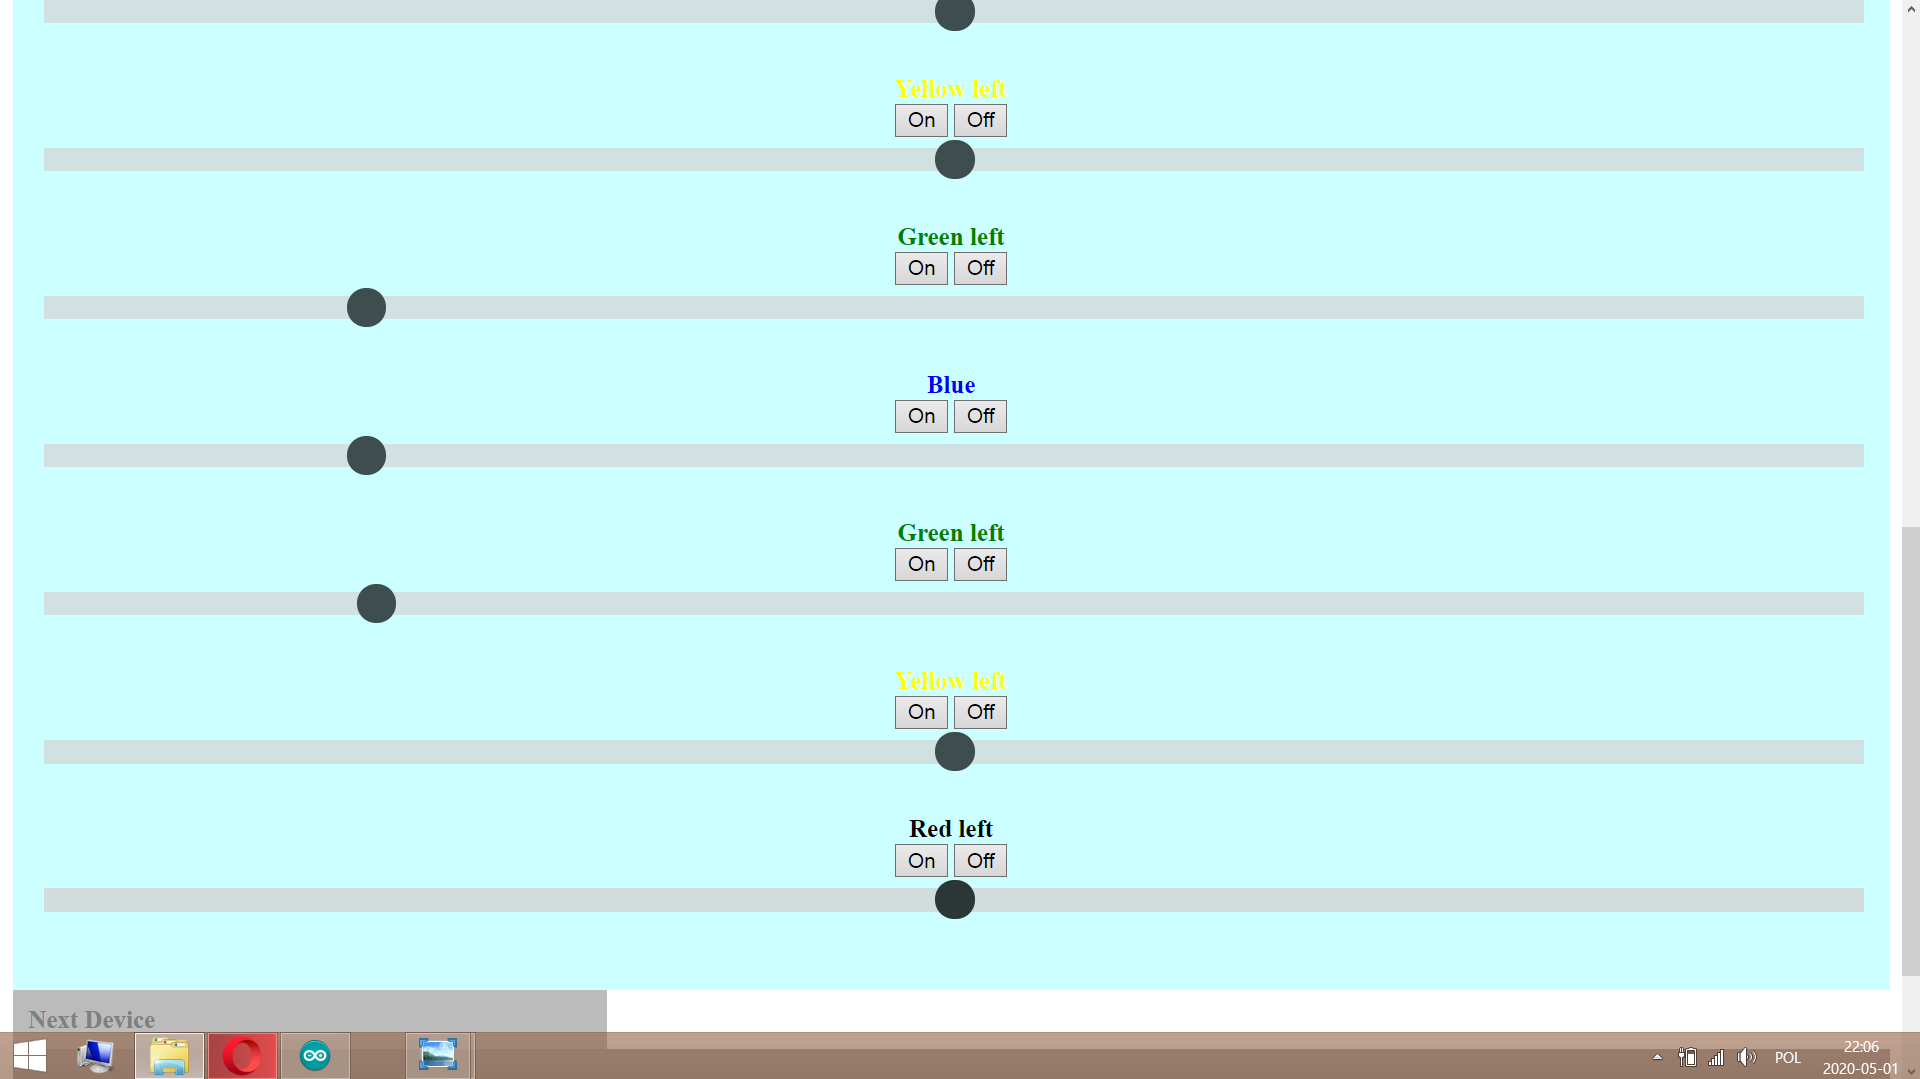 Yellow left
On Off
Green left
On Off
Blue
On Off
Green left
On Off
Yellow left
On Off
Red left
On Off
Next Device
POL
22:06
2020-05-01